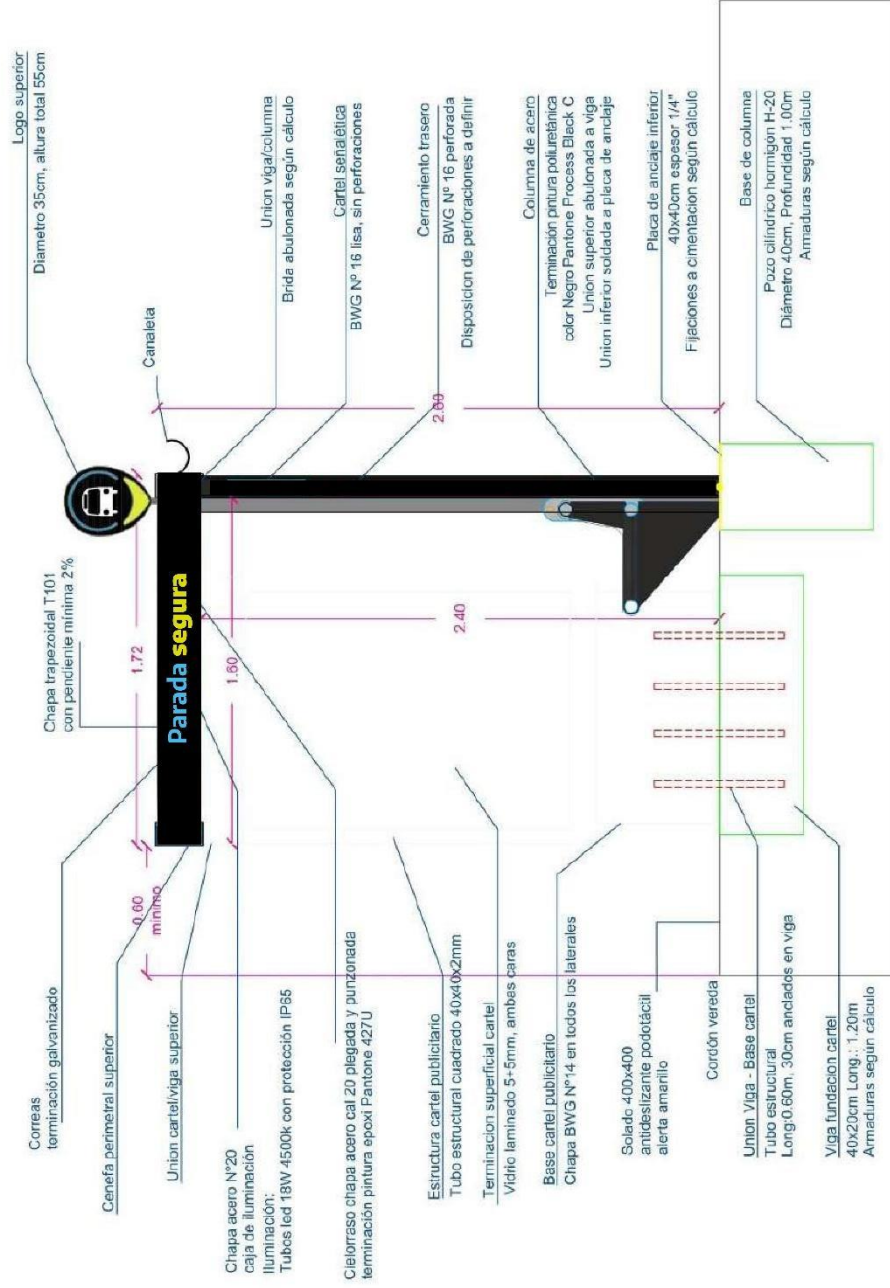 Logo superior
Diametro 35cm, altura total 55cm
Canaleta
Union viga/columna
Brida abulonada según cálculo
Cartel señalética
BWG Nº 16 lisa, sin perforaciones
Cerramiento trasero
BWG Nº 16 perforada
Disposicion de perforaciones a definir
Columna de acero
Terminación pintura poliuretánica
color Negro Pantone Process Black C
Union superior abulonada a viga
Union inferior soldada a placa de anclaje
Placa de anclaje inferior
40x40cm espesor 1/4"
Fijaciones a cimentacion según cálculo
Base de columna
Pozo cilíndrico hormigon H-20
Diámetro 40cm, Profundidad 1.00m
Armaduras según cálculo
Chapa trapezoidal T101
con pendiente mínima 2%
1.72
Parada segura
1.60
2.60
2.40
0.60
minimo
Correas
terminación galvanizado
Cenefa perimetral superior
Union cartel/viga superior
Chapa acero Nº20
caja de iluminación
Iluminación:
Tubos led 18W 4500k con protección IP65
Cielorraso chapa acero cal 20 plegada y punzonada
terminación pintura epoxi Pantone 427U
Estructura cartel publicitario
Tubo estructural cuadrado 40x40x2mm
Terminacion superficial cartel
Vidrio laminado 5+5mm, ambas caras
Base cartel publicitario
Chapa BWG Nº14 en todos los laterales
Solado 400x400
antideslizante podotáctil
alerta amarillo
Cordón vereda
Union Viga - Base cartel
Tubo estructural
Long:0.60m, 30cm anclados en viga
Viga fundacion cartel
40x20cm Long.: 1.20m
Armaduras segun cálculo